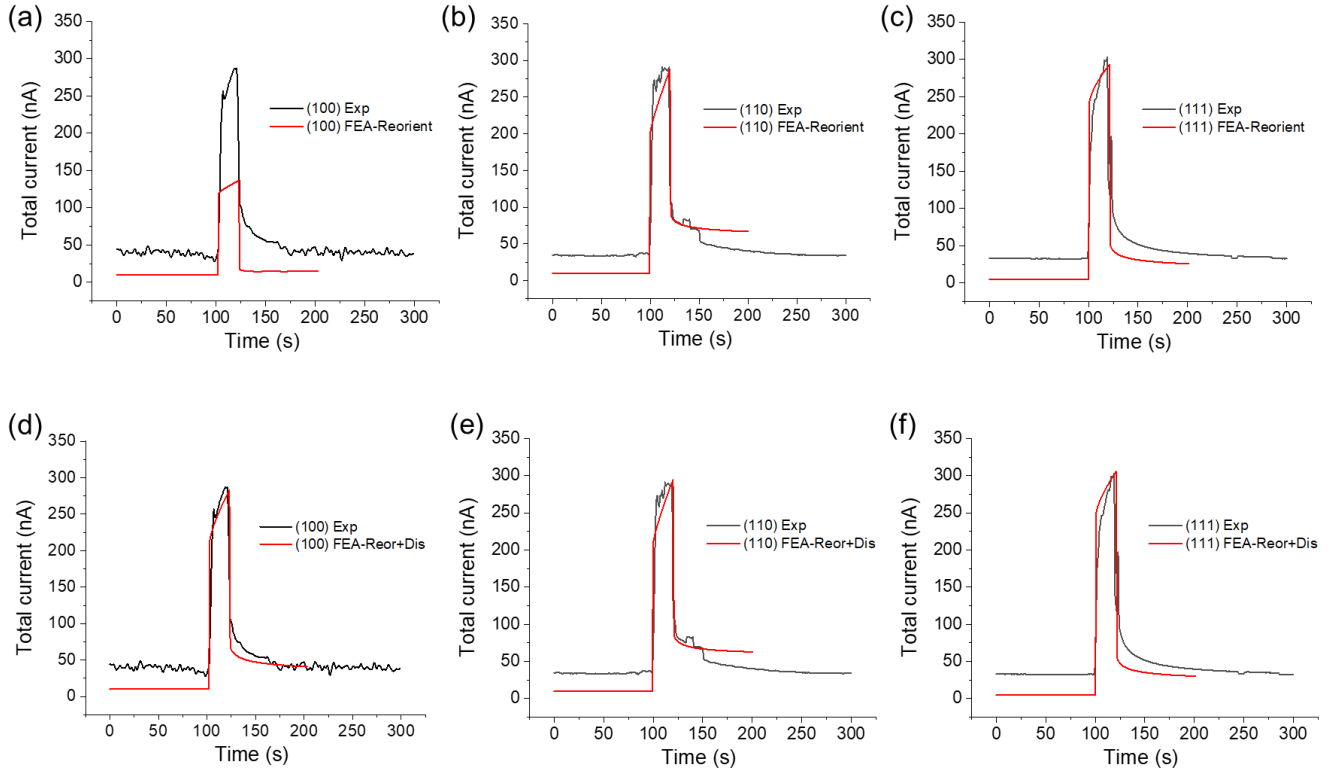 (a)
350
300
250
200
150
100
50
0
Total current (nA)
(100) Exp
(100) FEA-Reorient
0 50 100 150 200 250 300
Time (s)
(b)
350
300
250
200
150
100
50
0
Total current (nA)
(110) Exp
(110) FEA-Reorient
0 50 100 150 200 250 300
Time (s)
(c)
350
300
250
200
150
100
50
0
Total current (nA)
(111) Exp
(111) FEA-Reorient
0 50 100 150 200 250 300
Time (s)
(d)
350
300
250
200
150
100
50
0
Total current (nA)
(100) Exp
(100) FEA-Reor+Dis
0 50 100 150 200 250 300
Time (s)
(e)
350
300
250
200
150
100
50
0
Total current (nA)
(110) Exp
(110) FEA-Reor+Dis
0 50 100 150 200 250 300
Time (s)
(f)
350
300
250
200
150
100
50
0
Total current (nA)
(111) Exp
(111) FEA-Reor+Dis
0 50 100 150 200 250 300
Time (s)